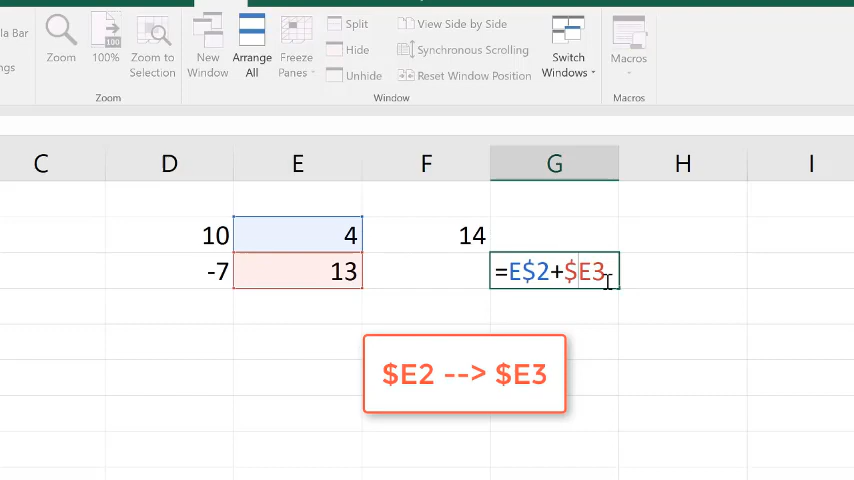 Split
View Side by Side
la Bar
Hide
Synchronous Scrolling
ngs
Zoom
100%
Zoom to
Selection
New
Window
Arrange
All
Freeze
Panes
Unhide
Reset Window Position
Switch
Windows
Macros
Zoom
Window
Macros
C D E F G H I
10 4 14
-7 13 =E$2+$E3
$E2 --> $E3